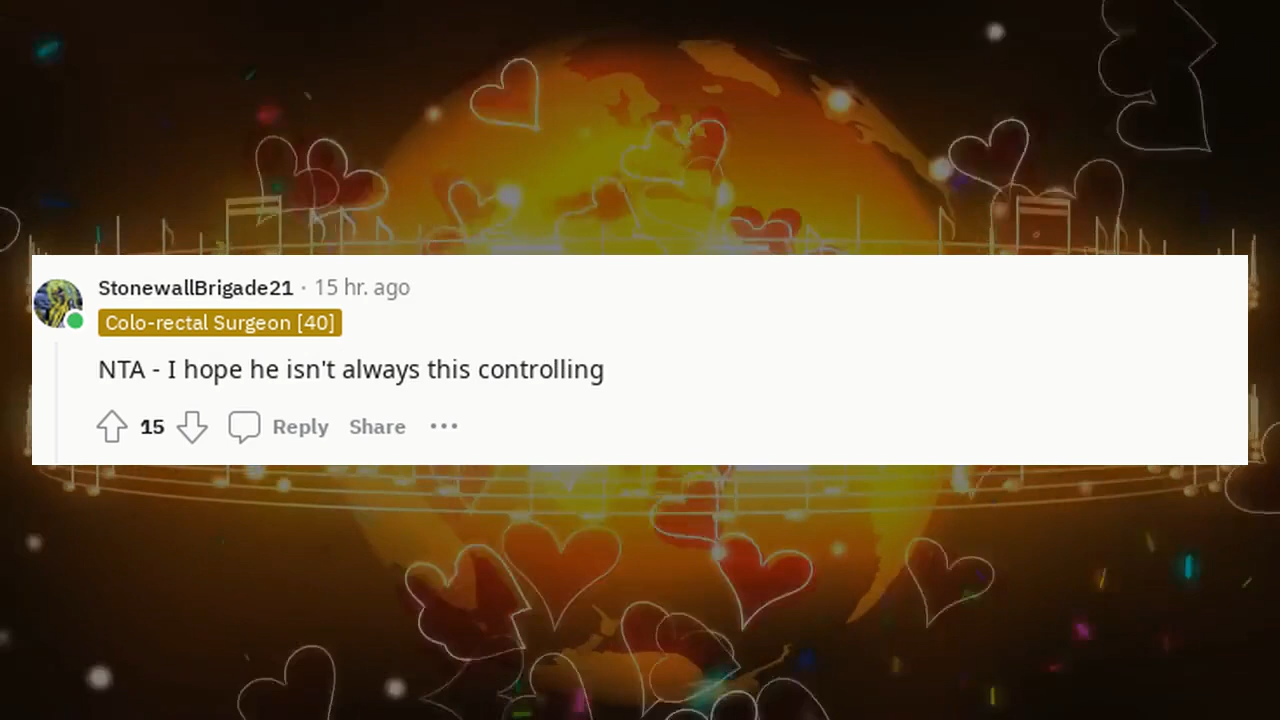 StonewallBrigade21 · 15 hr. ago
Colo-rectal Surgeon [40]
NTA - I hope he isn't always this controlling
15 Reply Share ···